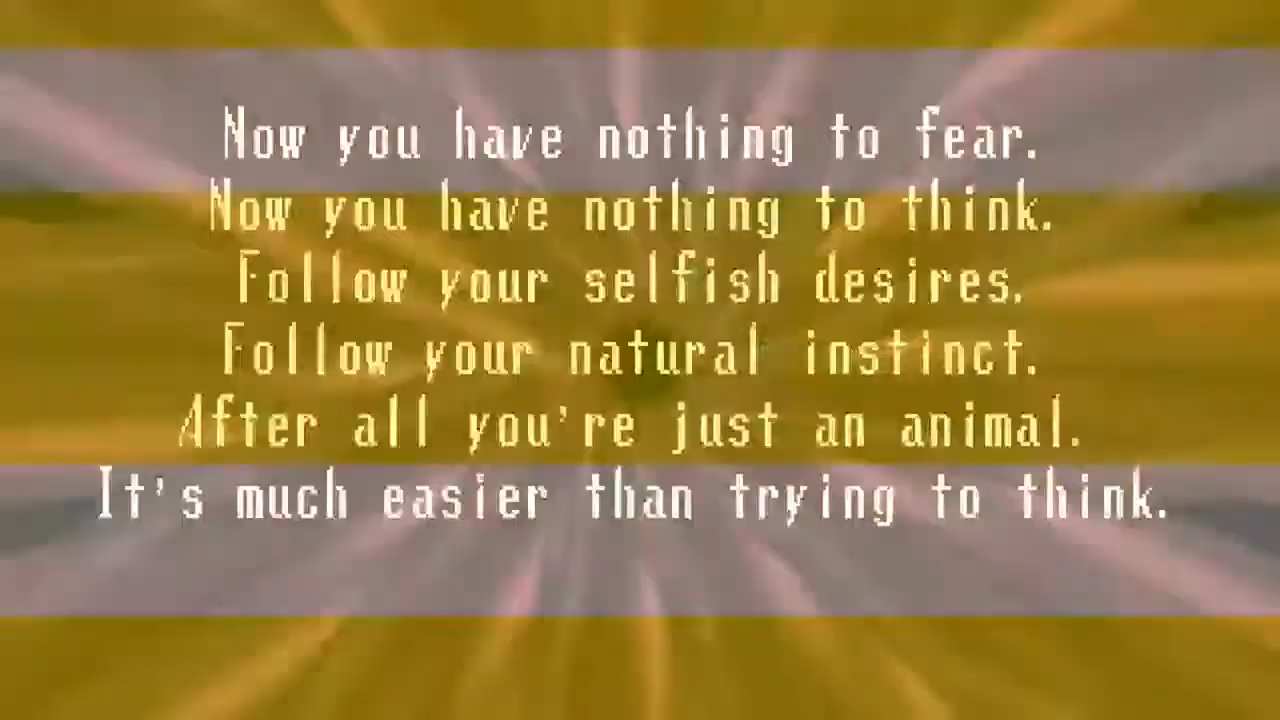 Now you have nothing to fear.
Now you have nothing to think.
Follow your selfish desires.
Follow your natural instinct.
After all you're just an animal.
It's much easier than trying to think.